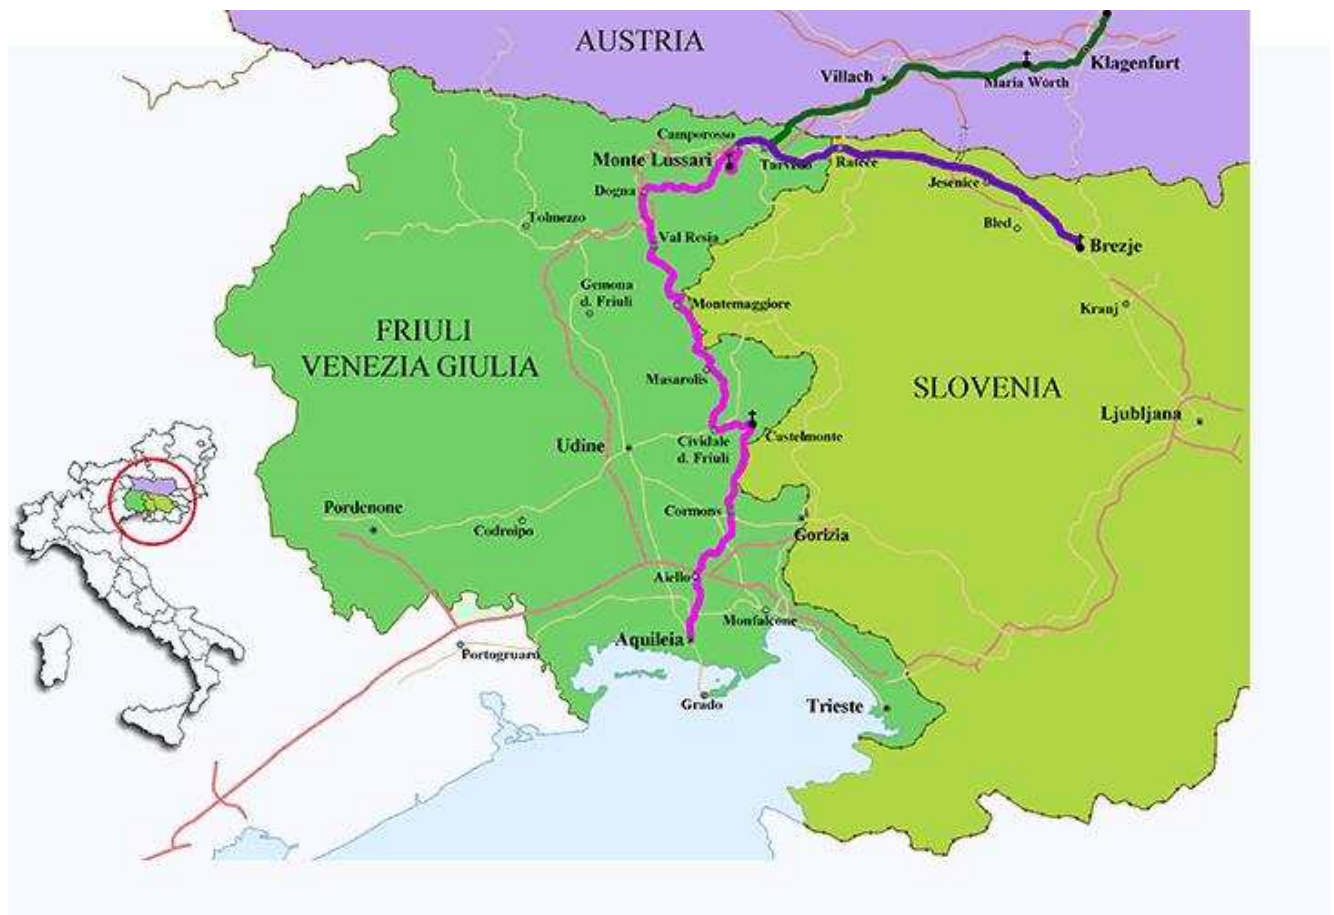 AUSTRIA
Klagenfurt
Villach
Maria Wörth
Camporosso
Monte Lussari
Tarvisio
Ratece
Dogna
Jesenice
Tolmezzo
Bled
Val Resia
Brezje
Gemona
d. Friuli
Montemaggiore
Kranj
FRIULI
VENEZIA GIULIA
Masarolis
SLOVENIA
Ljubljana
Udine
Cividale
d. Friuli
Castelmonte
Pordenone
Codroipo
Cormons
Gorizia
Aiello
Monfalcone
Aquileia
Portogruaro
Grado
Trieste